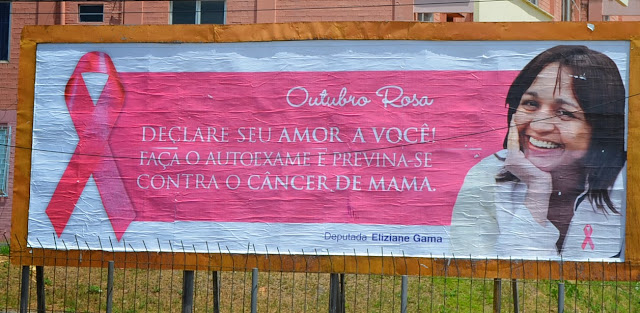 Outubro Rosa
DECLARE SEU AMOR A VOCÊ!
FAÇA O AUTOEXAME E PREVINA-SE
CONTRA O CÂNCER DE MAMA.
Deputada Eliziane Gama